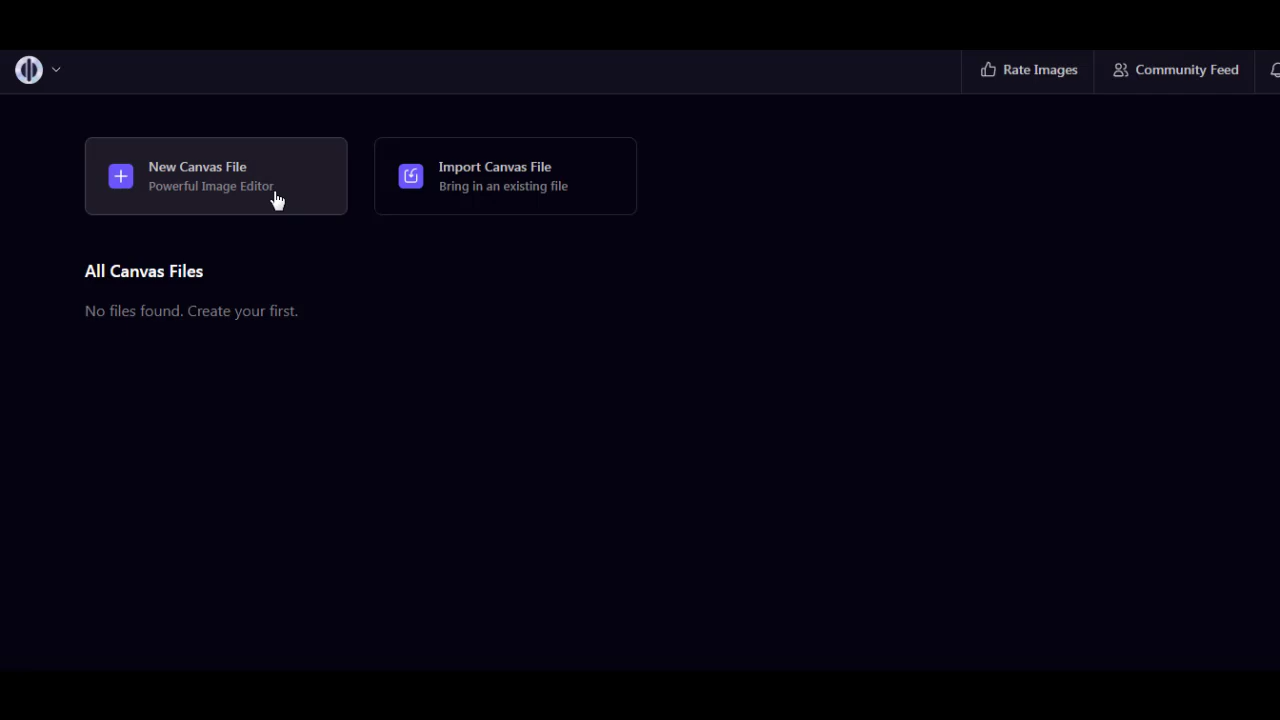 Rate Images
Community Feed
New Canvas File
Powerful Image Editor
Import Canvas File
Bring in an existing file
All Canvas Files
No files found. Create your first.